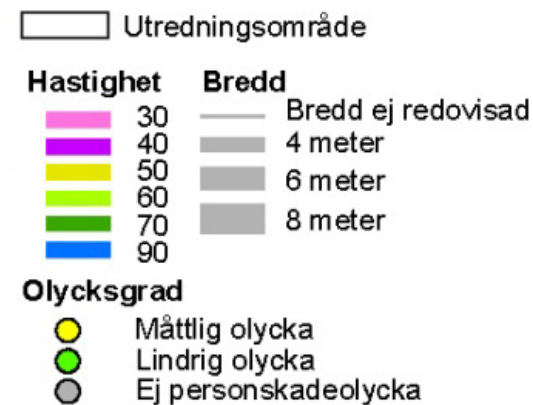 Utredningsområde
Hastighet Bredd
30 Bredd ej redovisad
40 4 meter
50
60 6 meter
70 8 meter
90
Olycksgrad
Måttlig olycka
Lindrig olycka
Ej personskadeolycka